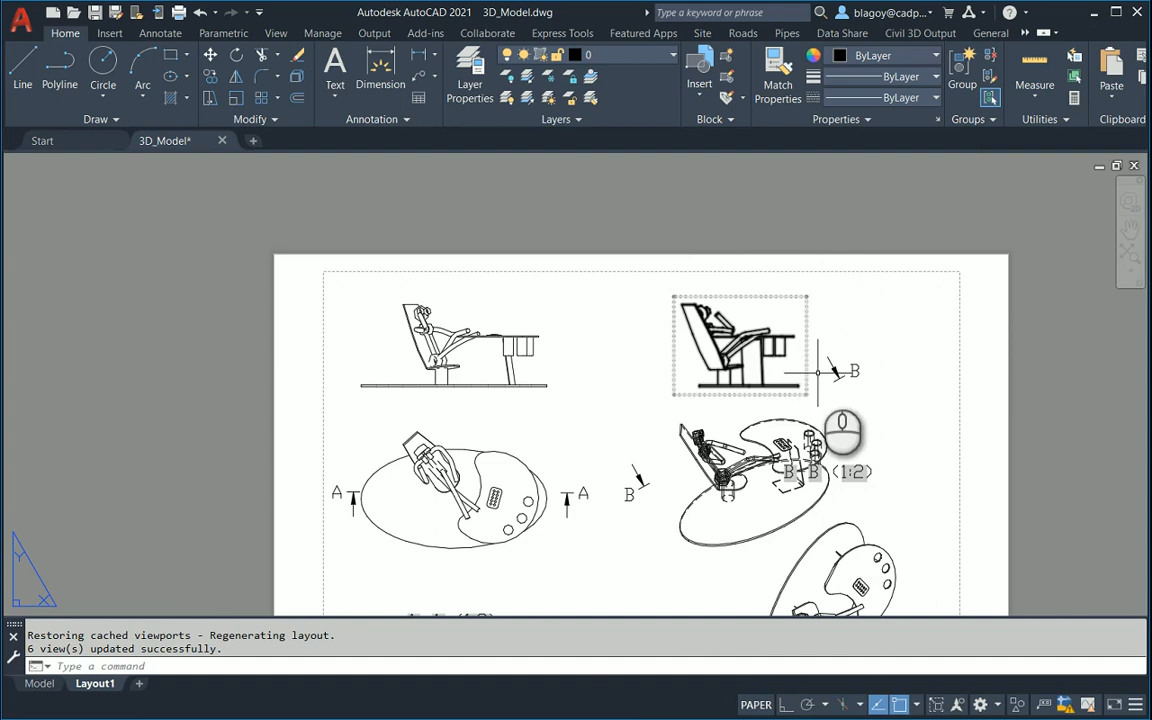 Autodesk AutoCAD 2021 3D_Model.dwg
Type a keyword or phrase
blagoy@cadp...
Home Insert Annotate Parametric View Manage Output Add-ins Collaborate Express Tools Featured Apps Site Roads Pipes Data Share Civil 3D Output General
0
ByLayer
ByLayer
ByLayer
Line Polyline Circle Arc Text Dimension Layer Properties Insert Match Properties Group Measure Paste
Draw Modify Annotation Layers Block Properties Groups Utilities Clipboard
Start 3D_Model*
B
A A B
B B (1:2)
Y
X
Restoring cached viewports - Regenerating layout.
6 view(s) updated successfully.
Type a command
Model Layout1
PAPER